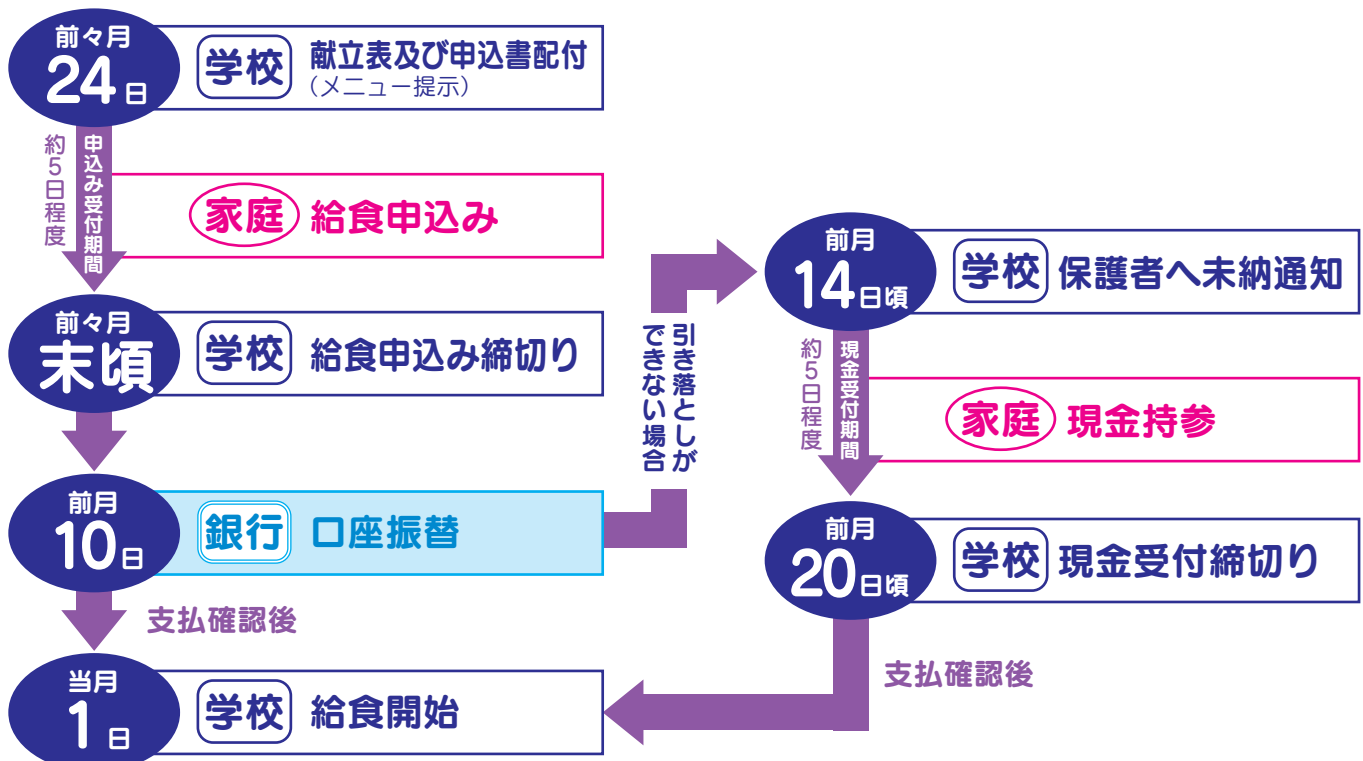 前々月
24日
学校
献立表及び申込書配付
（メニュー提示）
約5日程度
申込み受付期間
家庭
給食申込み
前々月
末頃
学校
給食申込み締切り
前月
10日
銀行
口座振替
支払確認後
当月
1日
学校
給食開始
引き落としが
できない場合
前月
14日頃
学校
保護者へ未納通知
約5日程度
現金受付期間
家庭
現金持参
前月
20日頃
学校
現金受付締切り
支払確認後